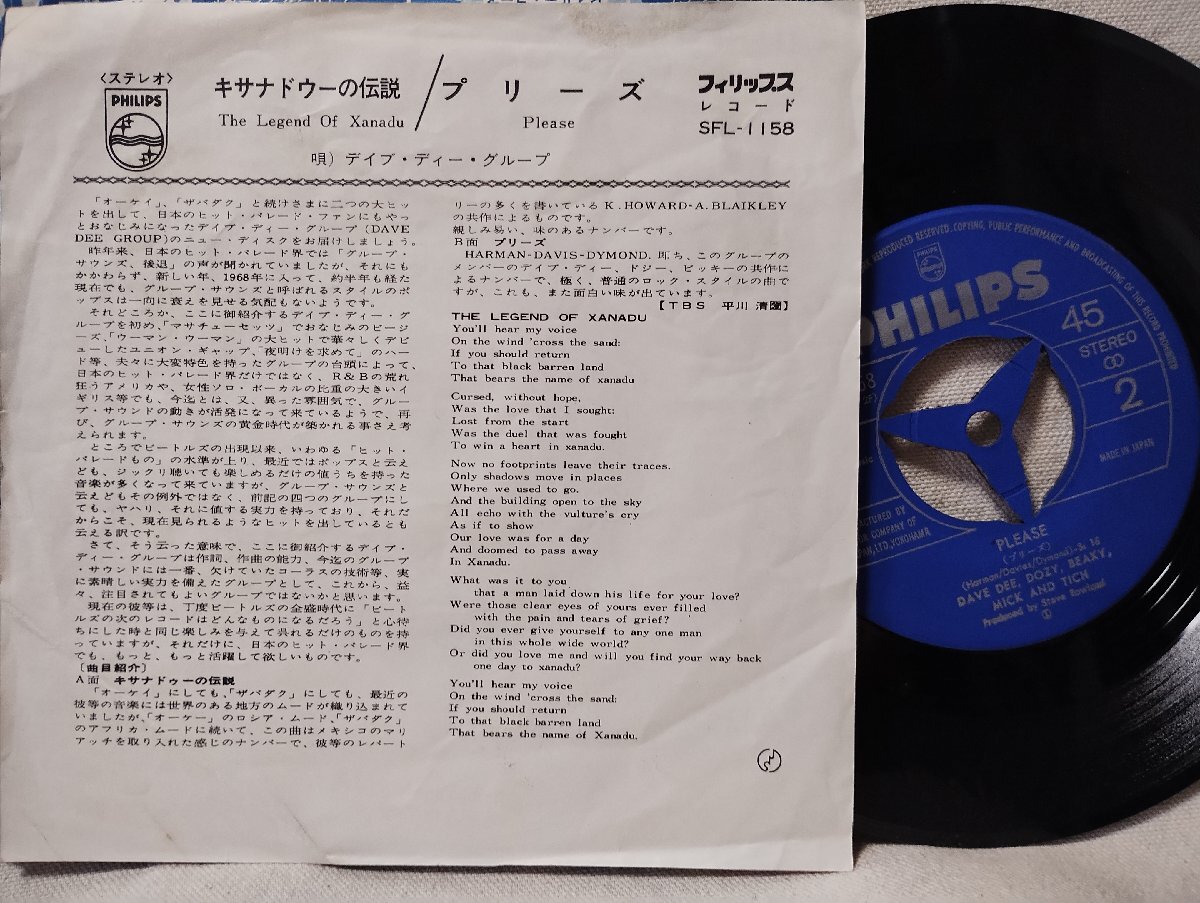 〈ステレオ〉
PHILIPS
キサナドゥーの伝説／プリーズ
The Legend Of Xanadu
Please
フィリップス
レコード
SFL-1158
唄）デイブ・ディー・グループ
「オーケイ」、「ザバダク」と続けさまに二つの大ヒッ
トを出して、日本のヒット・パレード・ファンにもやっ
とおなじみになったデイブ・ディー・グループ (DAVE
DEE GROUP)のニュー・ディスクをお届けしましょう。
昨年来、日本のヒット・パレード界では「グループ・
サウンズ、後退」の声が聞かれていましたが、それにも
かかわらず、新しい年、1968年に入って、約半年も経た
現在でも、グループ・サウンズと呼ばれるスタイルのポ
ップスは一向に衰えを見せる気配もないようです。
それどころか、ここに御紹介するデイブ・ディー・グ
ループを初め、「マサチューセッツ」でおなじみのビージ
ーズ、「ウーマン・ウーマン」の大ヒットで華々しくデビ
ューしたユニオン・ギャップ、「夜明けを求めて」のハー
ド等、夫々に大変特色を持ったグループの台頭によって、
日本のヒット・パレード界だけではなく、R&Bの荒れ
狂うアメリカや、女性ソロ・ボーカルの比重の大きいイ
ギリス等でも、今迄とは、又、異った雰囲気で、グルー
プ・サウンドの動きが活発になって来ているようで、再
び、グループ・サウンズの黄金時代が築かれる事さえ考
えられます。
ところでビートルズの出現以来、いわゆる「ヒット・
パレードもの」の水準が上り、最近ではポップスと云え
ども、ジックリ聴いても楽しめるだけの値うちを持った
音楽が多くなって来ていますが、グループ・サウンズと
云えどもその例外ではなく、前記の四つのグループにし
ても、ヤハリ、それに値する実力を持っており、それだ
からこそ、現在見られるようなヒットを出しているとも
云える訳です。
さて、そう云った意味で、ここに御紹介するデイブ・
ディー・グループは作詞、作曲の能力、今迄のグループ
・サウンドには一番、欠けていたコーラスの技術等、実
に素晴しい実力を備えたグループとして、これから、益
々、注目されてもよいグループではないかと思います。
現在の彼等は、丁度ビートルズの全盛時代に「ビート
ルズの次のレコードはどんなものになるだろう」と心待
ちにした時と同じ楽しみを与えて呉れるだけのものを持
っていますが、それだけに、日本のヒット・パレード界
でも、もっと、もっと活躍して欲しいものです。
〔曲目紹介〕
A面　キサナドゥーの伝説
「オーケイ」にしても、「ザバダク」にしても、最近の
彼等の音楽には世界のある地方のムードが織り込まれて
いましたが、「オーケー」のロシア・ムード、「ザバダク」
のアフリカ・ムードに続いて、この曲はメキシコのマリ
アッチを取り入れた感じのナンバーで、彼等のレパート
リーの多くを書いているK.HOWARD-A.BLAIKLEY
の共作によるものです。
親しみ易い、味のあるナンバーです。
B面　プリーズ
HARMAN-DAVIS-DYMOND. 即ち、このグループの
メンバーのデイブ・ディー、ドジー、ビッキーの共作に
よるナンバーで、極く、普通のロック・スタイルの曲で
すが、これも、また面白い味が出ています。
【TBS　平川 清圀】
THE LEGEND OF XANADU
You'll hear my voice
On the wind 'cross the sand:
If you should return
To that black barren land
That bears the name of xanadu
Cursed, without hope,
Was the love that I sought:
Lost from the start
Was the duel that was fought
To win a heart in xanadu.
Now no footprints leave their traces.
Only shadows move in places
Where we used to go.
And the building open to the sky
All echo with the vulture's cry
As if to show
Our love was for a day
And doomed to pass away
In Xanadu.
What was it to you
that a man laid down his life for your love?
Were those clear eyes of yours ever filled
with the pain and tears of grief?
Did you ever give yourself to any one man
in this whole wide world?
Or did you love me and will you find your way back
one day to xanadu?
You'll hear my voice
On the wind 'cross the sand:
If you should return
To that black barren land
That bears the name of Xanadu.
REPRODUCED RESERVED. COPYING, PUBLIC PERFORMANCE AND BROADCASTING OF THIS RECORD PROHIBITED
PHILIPS
PHILIPS
45
STEREO
2
MADE IN JAPAN
PLEASE
(プリーズ)
(Harman/Davies/Dymond)-3:
DAVE DEE, DOZY, BEAKY,
MICK AND TICH
Produced by Steve Rowland